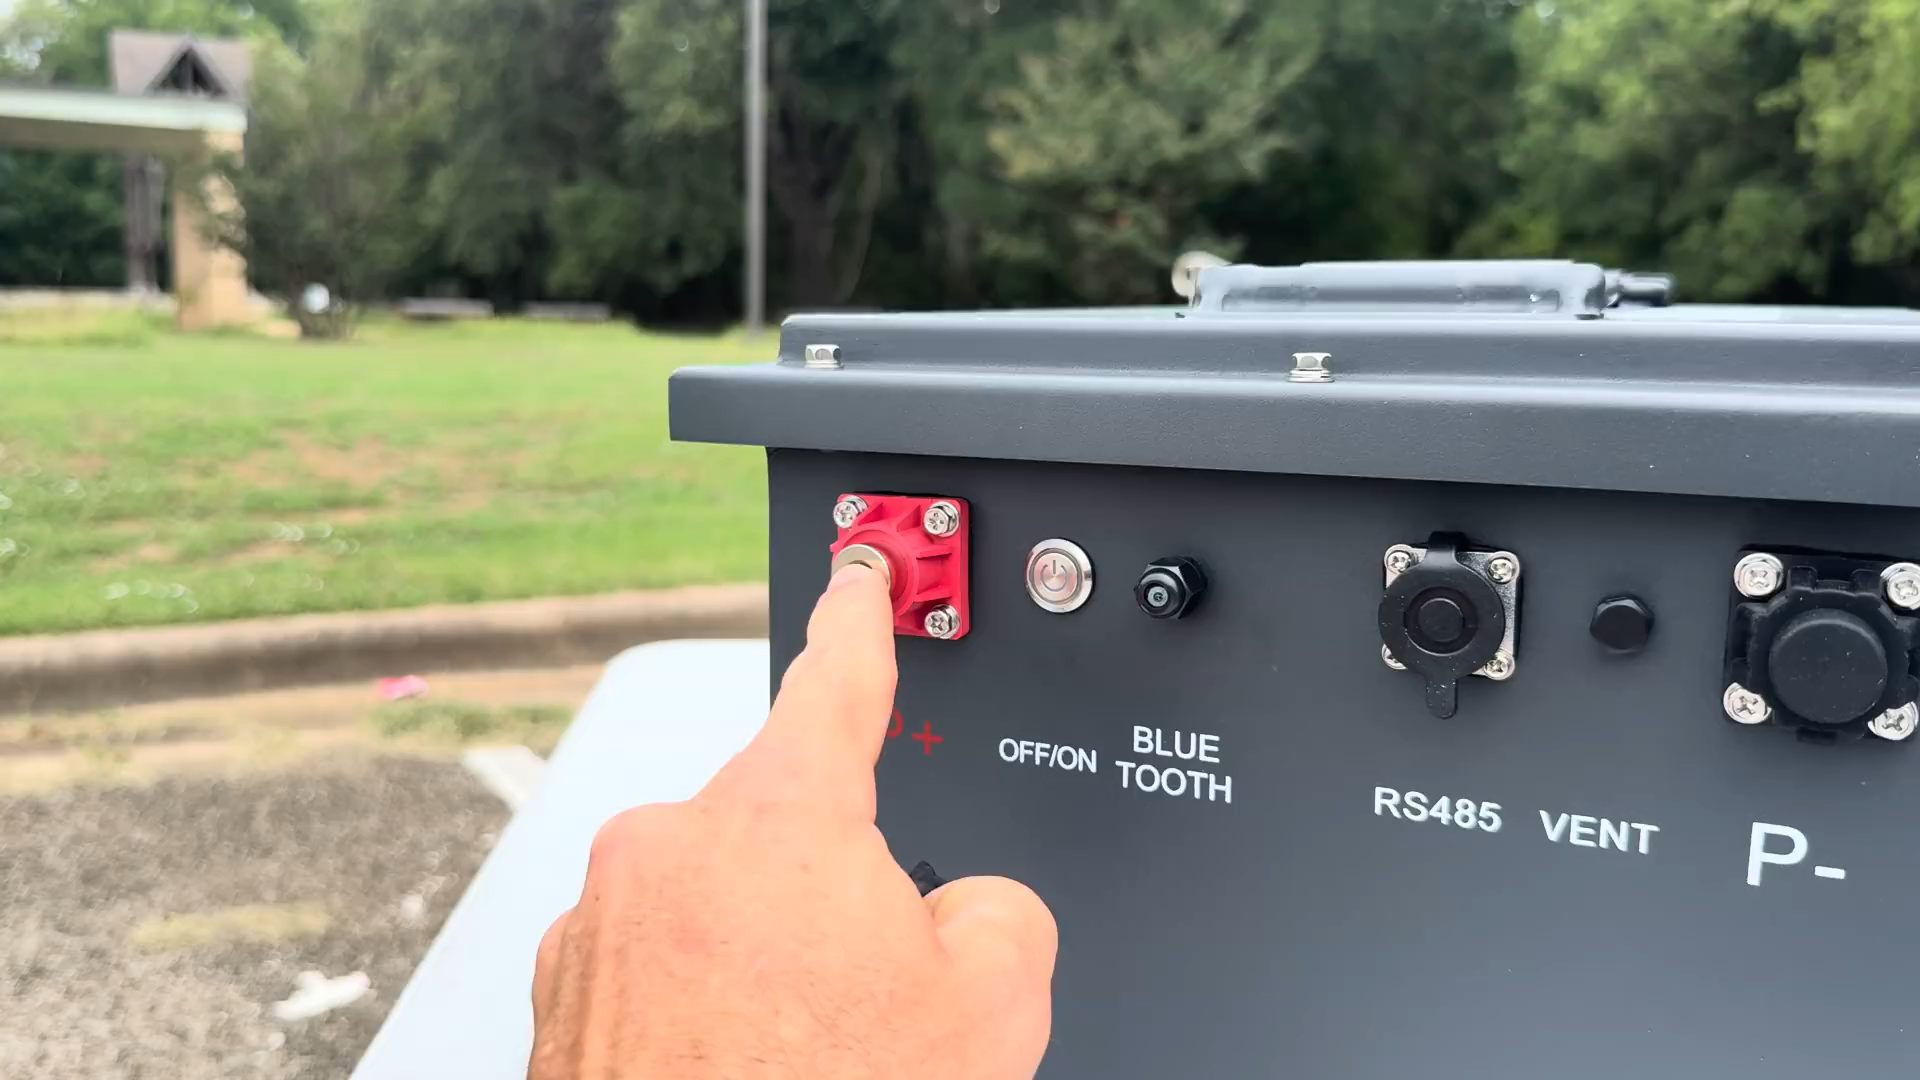 P+
OFF/ON
BLUE
TOOTH
RS485
VENT
P-